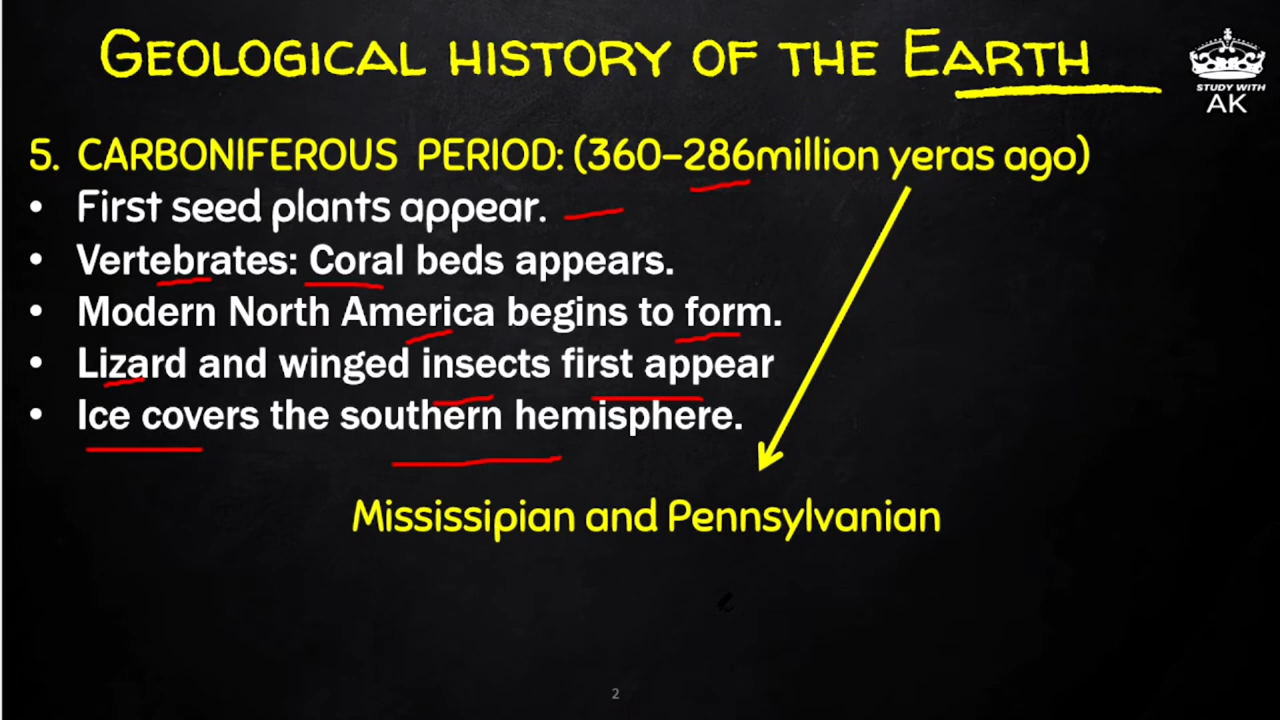 GEOLOGICAL HISTORY OF THE EARTH
STUDY WITH
AK
5. CARBONIFEROUS PERIOD: (360–286million yeras ago)
• First seed plants appear.
• Vertebrates: Coral beds appears.
• Modern North America begins to form.
• Lizard and winged insects first appear
• Ice covers the southern hemisphere.
Mississipian and Pennsylvanian
2